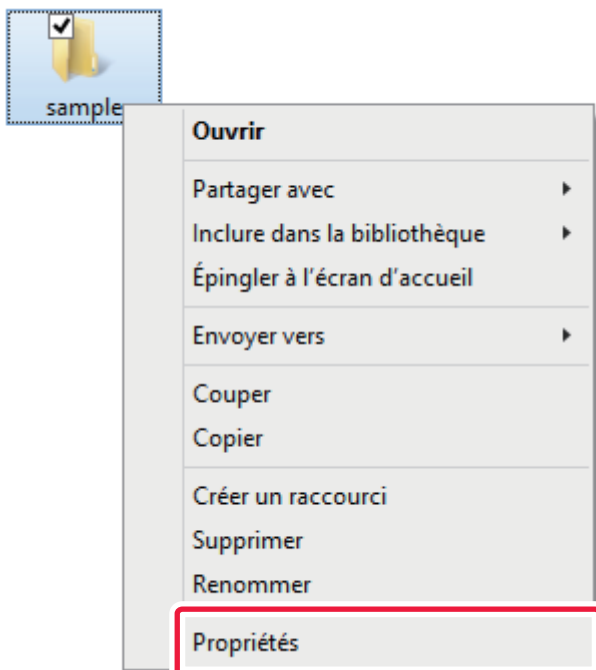 sample
Ouvrir
Partager avec
Inclure dans la bibliothèque
Épingler à l'écran d'accueil
Envoyer vers
Couper
Copier
Créer un raccourci
Supprimer
Renommer
Propriétés